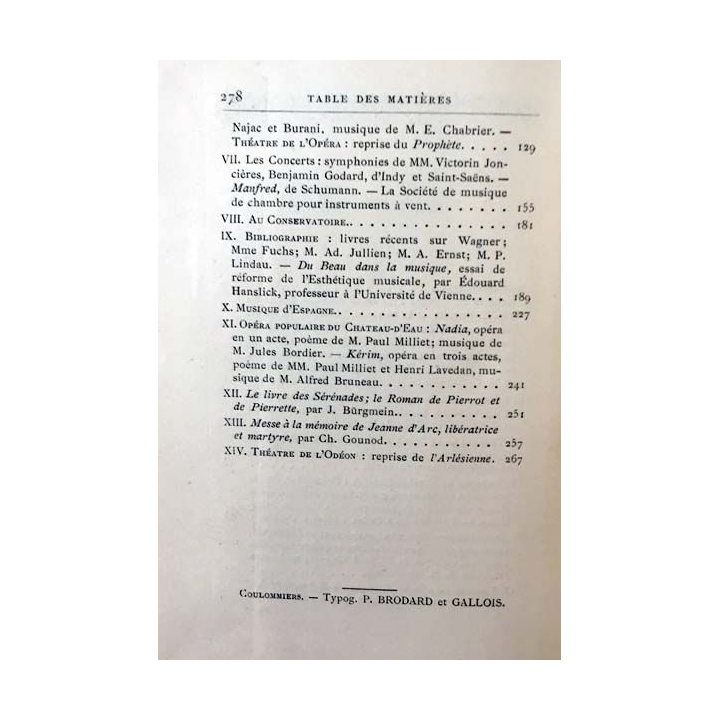 278 TABLE DES MATIÈRES
Najac et Burani, musique de M. E. Chabrier. —
THÉATRE DE L'OPÉRA : reprise du Prophète. . . . . 129
VII. Les Concerts : symphonies de MM. Victorin Jon-
cières, Benjamin Godard, d'Indy et Saint-Saëns. —
Manfred, de Schumann. — La Société de musique
de chambre pour instruments à vent. . . . . . . . 155
VIII. AU CONSERVATOIRE. . . . . . . . . . . . . . . 181
IX. BIBLIOGRAPHIE : livres récents sur Wagner ;
Mme Fuchs; M. Ad. Jullien; M. A. Ernst; M. P.
Lindau. — Du Beau dans la musique, essai de
réforme de l'Esthétique musicale, par Édouard
Hanslick, professeur à l'Université de Vienne. . . . 189
X. MUSIQUE D'ESPAGNE. . . . . . . . . . . . . . . . 227
XI. OPÉRA POPULAIRE DU CHATEAU-D'EAU : Nadia, opéra
en un acte, poème de M. Paul Milliet; musique de
M. Jules Bordier. — Kérim, opéra en trois actes,
poème de MM. Paul Milliet et Henri Lavedan, mu-
sique de M. Alfred Bruneau. . . . . . . . . . . . 241
XII. Le livre des Sérénades; le Roman de Pierrot et
de Pierrette, par J. Bürgmein. . . . . . . . . . . 251
XIII. Messe à la mémoire de Jeanne d'Arc, libératrice
et martyre, par Ch. Gounod. . . . . . . . . . . 257
XIV. THÉATRE DE L'ODÉON : reprise de l'Arlésienne. 267
COULOMMIERS. — Typog. P. BRODARD et GALLOIS.